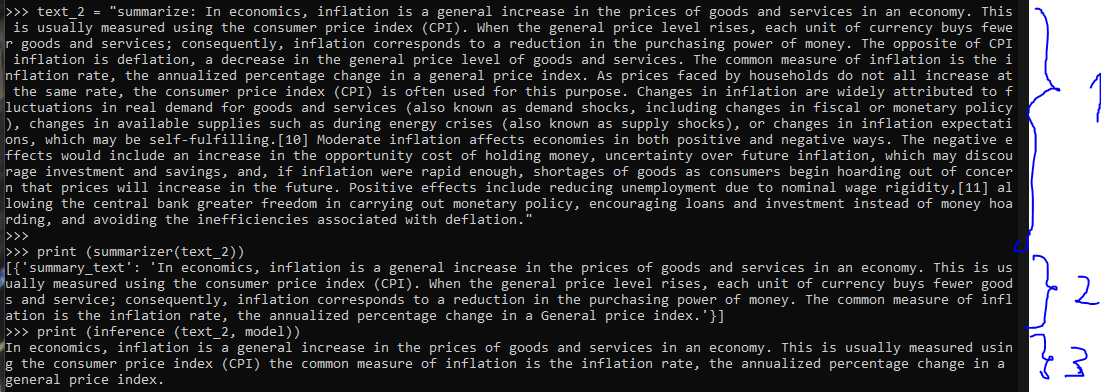 >>> text_2 = "summarize: In economics, inflation is a general increase in the prices of goods and services in an economy. This
 is usually measured using the consumer price index (CPI). When the general price level rises, each unit of currency buys fewe
r goods and services; consequently, inflation corresponds to a reduction in the purchasing power of money. The opposite of CPI
 inflation is deflation, a decrease in the general price level of goods and services. The common measure of inflation is the i
nflation rate, the annualized percentage change in a general price index. As prices faced by households do not all increase at
 the same rate, the consumer price index (CPI) is often used for this purpose. Changes in inflation are widely attributed to f
luctuations in real demand for goods and services (also known as demand shocks, including changes in fiscal or monetary policy
), changes in available supplies such as during energy crises (also known as supply shocks), or changes in inflation expectati
ons, which may be self-fulfilling.[10] Moderate inflation affects economies in both positive and negative ways. The negative e
ffects would include an increase in the opportunity cost of holding money, uncertainty over future inflation, which may discou
rage investment and savings, and, if inflation were rapid enough, shortages of goods as consumers begin hoarding out of concer
n that prices will increase in the future. Positive effects include reducing unemployment due to nominal wage rigidity,[11] al
lowing the central bank greater freedom in carrying out monetary policy, encouraging loans and investment instead of money hoa
rding, and avoiding the inefficiencies associated with deflation."
1
>>>
>>> print (summarizer(text_2))
[{'summary_text': 'In economics, inflation is a general increase in the prices of goods and services in an economy. This is us
ually measured using the consumer price index (CPI). When the general price level rises, each unit of currency buys fewer good
s and service; consequently, inflation corresponds to a reduction in the purchasing power of money. The common measure of infl
ation is the inflation rate, the annualized percentage change in a General price index.'}]
2
>>> print (inference (text_2, model))
In economics, inflation is a general increase in the prices of goods and services in an economy. This is usually measured usin
g the consumer price index (CPI) the common measure of inflation is the inflation rate, the annualized percentage change in a
general price index.
3